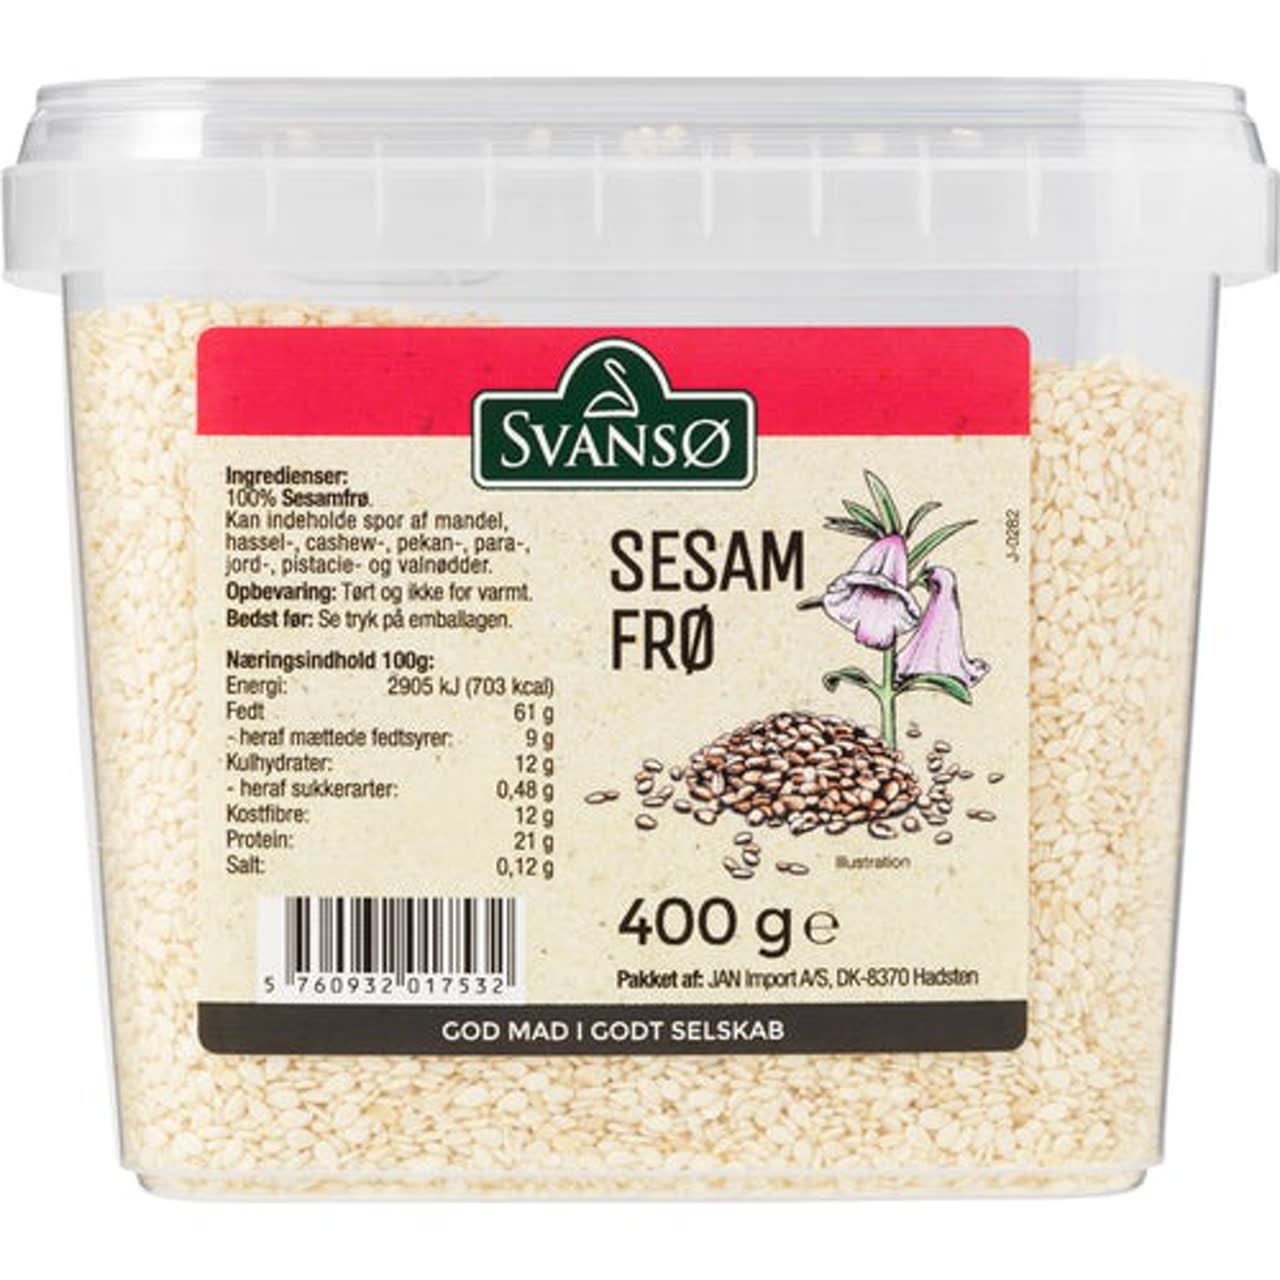 SVANSØ
Ingredienser:
100% Sesamfrø.
Kan indeholde spor af mandel,
hassel-, cashew-, pekan-, para-,
jord-, pistacie- og valnødder.
Opbevaring: Tørt og ikke for varmt.
Bedst før: Se tryk på emballagen.
Næringsindhold 100g:
Energi: 2905 kJ (703 kcal)
Fedt 61 g
- heraf mættede fedtsyrer: 9 g
Kulhydrater: 12 g
- heraf sukkerarter: 0,48 g
Kostfibre: 12 g
Protein: 21 g
Salt: 0,12 g
5 760932 017532
SESAM
FRØ
J-0282
Illustration
400 g e
Pakket af: JAN Import A/S, DK-8370 Hadsten
GOD MAD I GODT SELSKAB